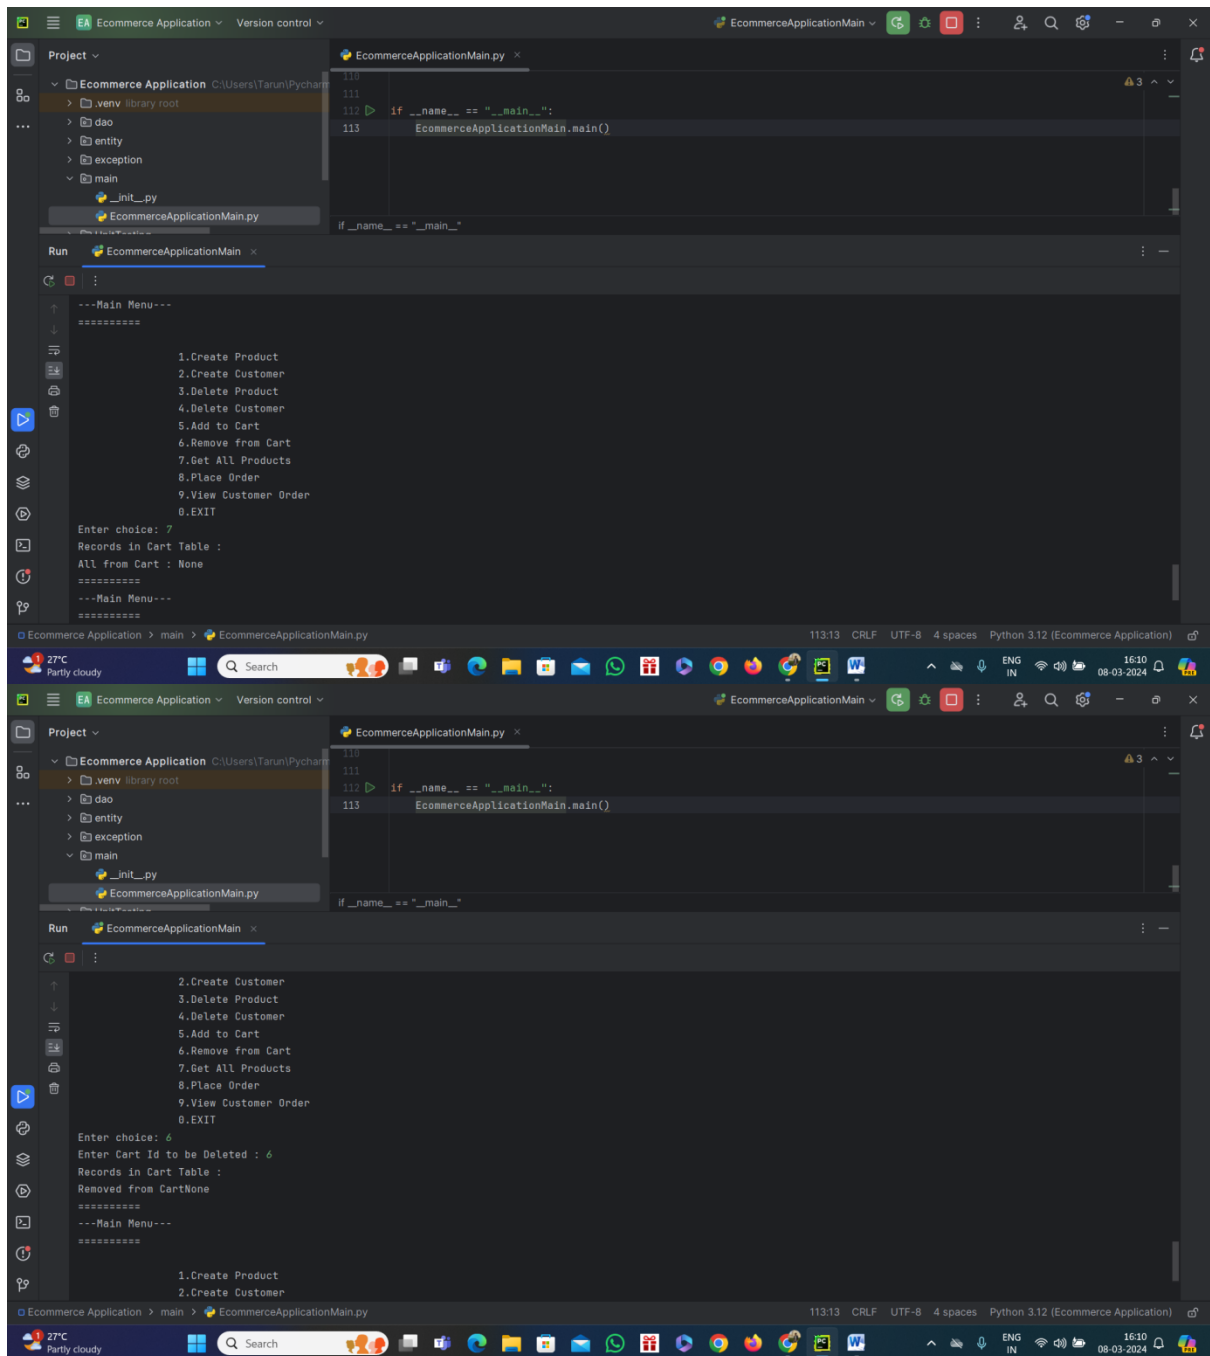 EA Ecommerce Application Version control EcommerceApplicationMain
Project
EcommerceApplicationMain.py
Ecommerce Application C:\Users\Tarun\Pycharm
.venv library root
dao
entity
exception
main
__init__.py
EcommerceApplicationMain.py
110
111
112 if __name__ == "__main__":
113 EcommerceApplicationMain.main()
3
if __name__ == "__main__"
Run EcommerceApplicationMain
---Main Menu---
==========
1.Create Product
2.Create Customer
3.Delete Product
4.Delete Customer
5.Add to Cart
6.Remove from Cart
7.Get All Products
8.Place Order
9.View Customer Order
0.EXIT
Enter choice: 7
Records in Cart Table :
All from Cart : None
==========
---Main Menu---
==========
Ecommerce Application > main > EcommerceApplicationMain.py 113:13 CRLF UTF-8 4 spaces Python 3.12 (Ecommerce Application)
1 27°C
Partly cloudy
Search
ENG
IN
16:10
08-03-2024
EA Ecommerce Application Version control EcommerceApplicationMain
Project
EcommerceApplicationMain.py
Ecommerce Application C:\Users\Tarun\Pycharm
.venv library root
dao
entity
exception
main
__init__.py
EcommerceApplicationMain.py
110
111
112 if __name__ == "__main__":
113 EcommerceApplicationMain.main()
3
if __name__ == "__main__"
Run EcommerceApplicationMain
2.Create Customer
3.Delete Product
4.Delete Customer
5.Add to Cart
6.Remove from Cart
7.Get All Products
8.Place Order
9.View Customer Order
0.EXIT
Enter choice: 6
Enter Cart Id to be Deleted : 6
Records in Cart Table :
Removed from CartNone
==========
---Main Menu---
==========
1.Create Product
2.Create Customer
Ecommerce Application > main > EcommerceApplicationMain.py 113:13 CRLF UTF-8 4 spaces Python 3.12 (Ecommerce Application)
1 27°C
Partly cloudy
Search
ENG
IN
16:10
08-03-2024